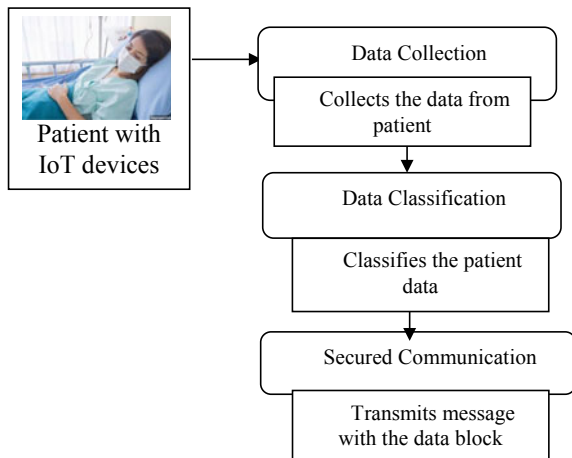 Patient with
IoT devices
Data Collection
Collects the data from
patient
Data Classification
Classifies the patient
data
Secured Communication
Transmits message
with the data block